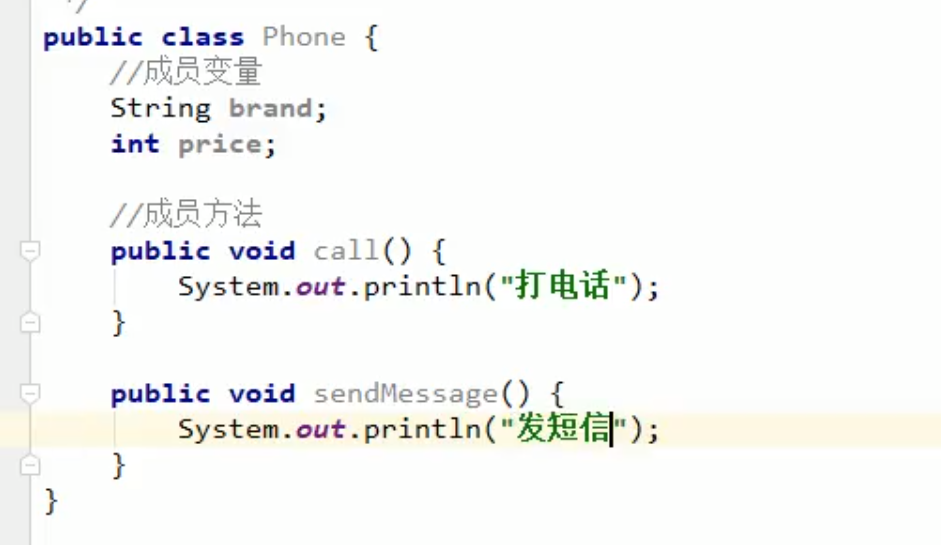 */
public class Phone {
//成员变量
String brand;
int price;
//成员方法
public void call() {
System.out.println("打电话");
}
public void sendMessage() {
System.out.println("发短信");
}
}